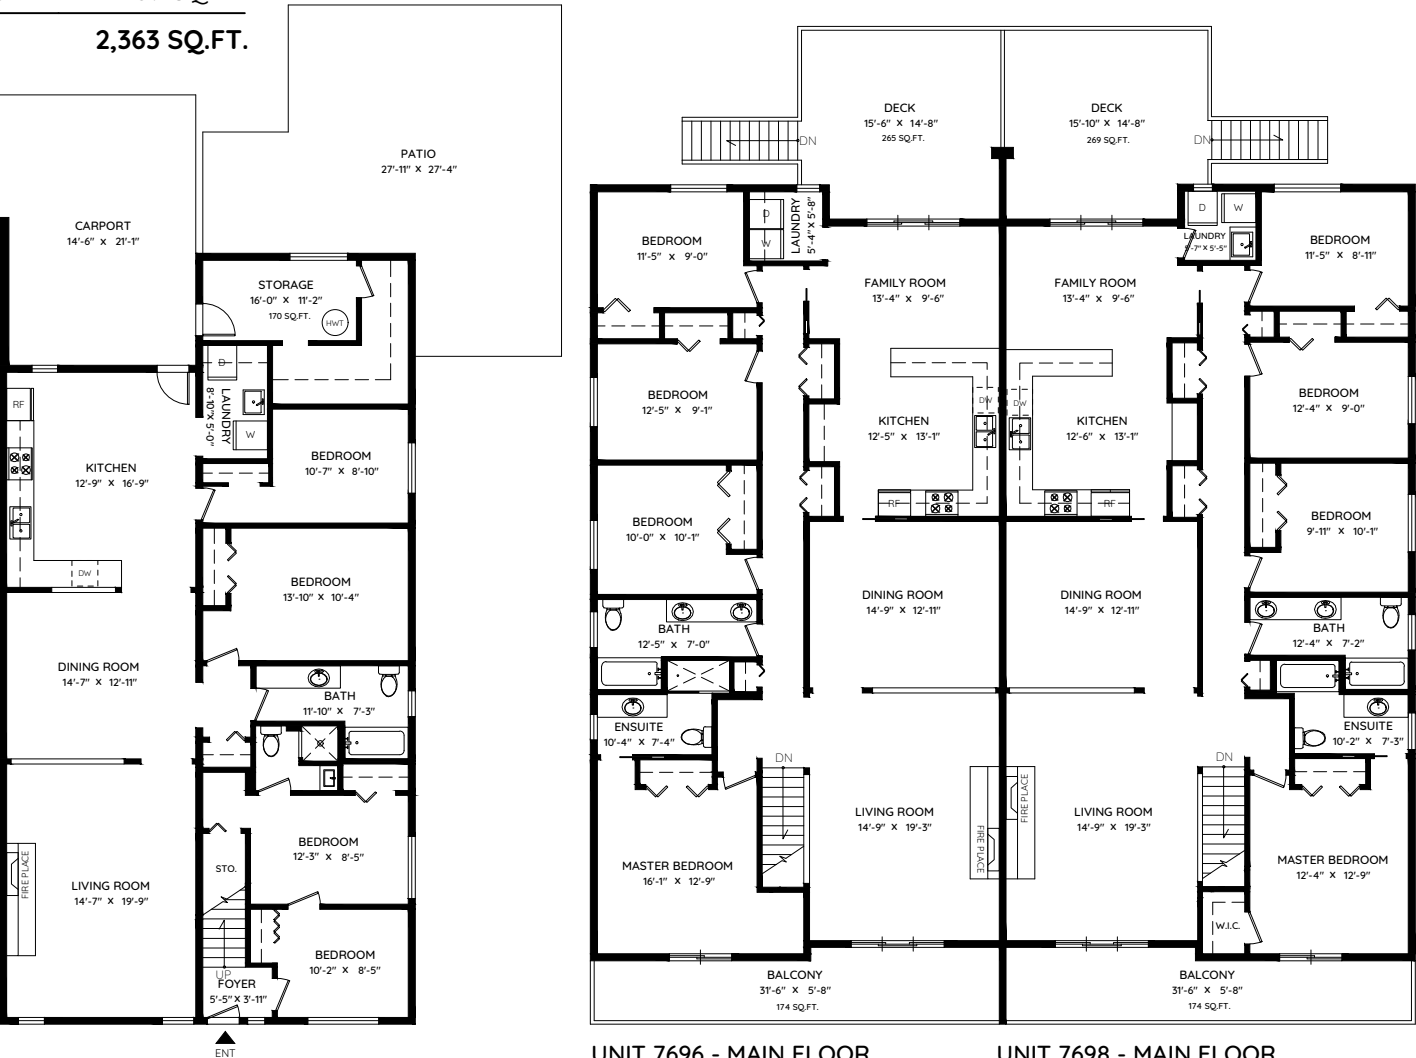 2,363 SQ.FT.
PATIO
27'-11" X 27'-4"
CARPORT
14'-6" X 21'-1"
STORAGE
16'-0" X 11'-2"
170 SQ.FT.
HWT
D
LAUNDRY
8'-10" X 5'-0"
W
RF
KITCHEN
12'-9" X 16'-9"
DW
BEDROOM
10'-7" X 8'-10"
BEDROOM
13'-10" X 10'-4"
DINING ROOM
14'-7" X 12'-11"
BATH
11'-10" X 7'-3"
BEDROOM
12'-3" X 8'-5"
STO.
LIVING ROOM
14'-7" X 19'-9"
FIRE PLACE
BEDROOM
10'-2" X 8'-5"
UP
FOYER
5'-5" X 3'-11"
ENT
DECK
15'-6" X 14'-8"
265 SQ.FT.
DN
BEDROOM
11'-5" X 9'-0"
D
W
LAUNDRY
5'-4" X 5'-8"
FAMILY ROOM
13'-4" X 9'-6"
BEDROOM
12'-5" X 9'-1"
KITCHEN
12'-5" X 13'-1"
DW
RF
BEDROOM
10'-0" X 10'-1"
DINING ROOM
14'-9" X 12'-11"
BATH
12'-5" X 7'-0"
ENSUITE
10'-4" X 7'-4"
DN
LIVING ROOM
14'-9" X 19'-3"
FIRE PLACE
MASTER BEDROOM
16'-1" X 12'-9"
BALCONY
31'-6" X 5'-8"
174 SQ.FT.
UNIT 7696 - MAIN FLOOR
DECK
15'-10" X 14'-8"
269 SQ.FT.
DN
D
W
LAUNDRY
X 5'-5"
BEDROOM
11'-5" X 8'-11"
FAMILY ROOM
13'-4" X 9'-6"
BEDROOM
12'-4" X 9'-0"
KITCHEN
12'-6" X 13'-1"
DW
RF
BEDROOM
9'-11" X 10'-1"
DINING ROOM
14'-9" X 12'-11"
BATH
12'-4" X 7'-2"
ENSUITE
10'-2" X 7'-3"
DN
LIVING ROOM
14'-9" X 19'-3"
FIRE PLACE
MASTER BEDROOM
12'-4" X 12'-9"
W.I.C.
BALCONY
31'-6" X 5'-8"
174 SQ.FT.
UNIT 7698 - MAIN FLOOR